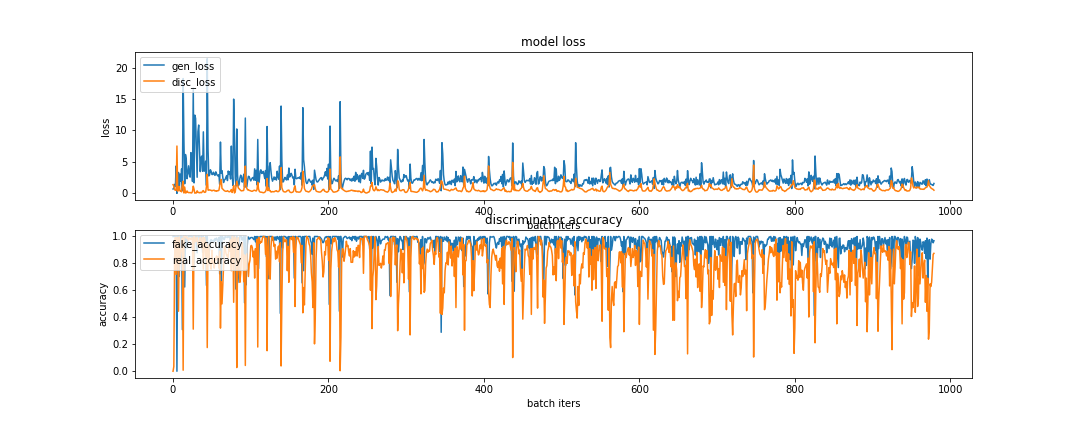 model loss
gen_loss
disc_loss
loss
20
15
10
5
0
0
200
400
600
800
1000
batch iters
discriminator accuracy
fake_accuracy
real_accuracy
accuracy
1.0
0.8
0.6
0.4
0.2
0.0
0
200
400
600
800
1000
batch iters